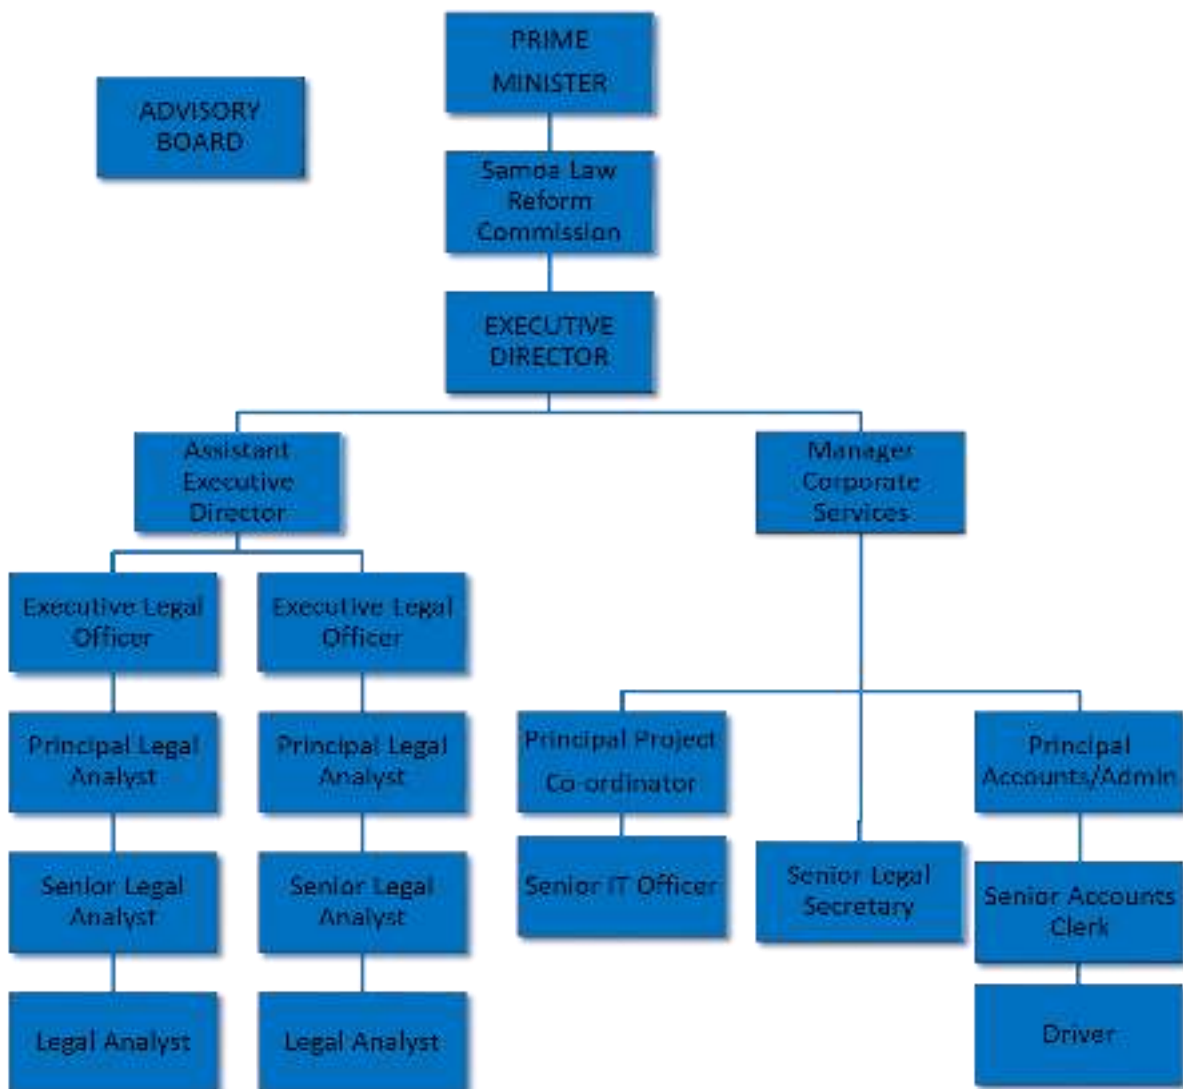 PRIME
MINISTER
ADVISORY
BOARD
Samoa Law
Reform
Commission
EXECUTIVE
DIRECTOR
Assistant
Executive
Director
Manager
Corporate
Services
Executive Legal
Officer
Executive Legal
Officer
Principal Legal
Analyst
Principal Legal
Analyst
Principal Project
Co-ordinator
Principal
Accounts/Admin
Senior Legal
Analyst
Senior Legal
Analyst
Senior IT Officer
Senior Legal
Secretary
Senior Accounts
Clerk
Legal Analyst
Legal Analyst
Driver